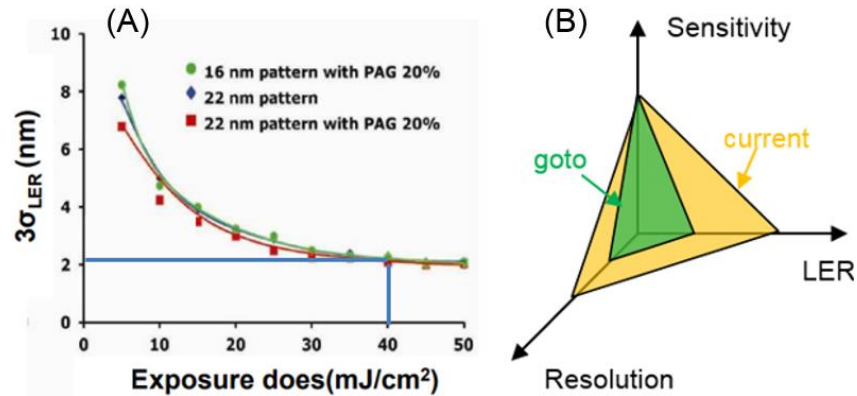 (A)
10
8
6
4
2
0
3σLER (nm)
16 nm pattern with PAG 20%
22 nm pattern
22 nm pattern with PAG 20%
0 10 20 30 40 50
Exposure does(mJ/cm²)
(B)
Sensitivity
current
goto
LER
Resolution